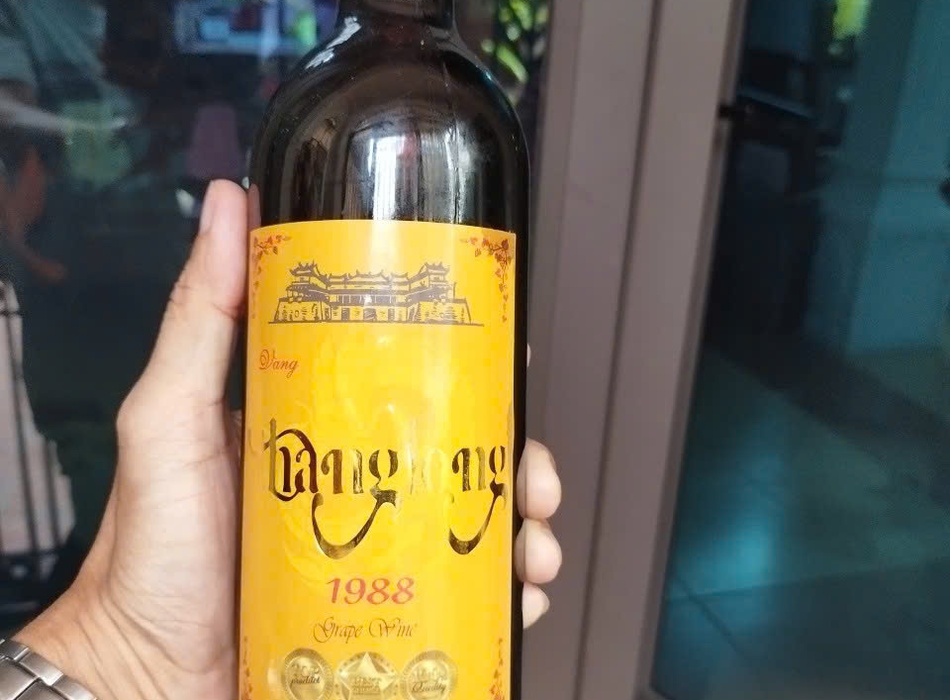 Vang
thanglong
1988
Grape Wine